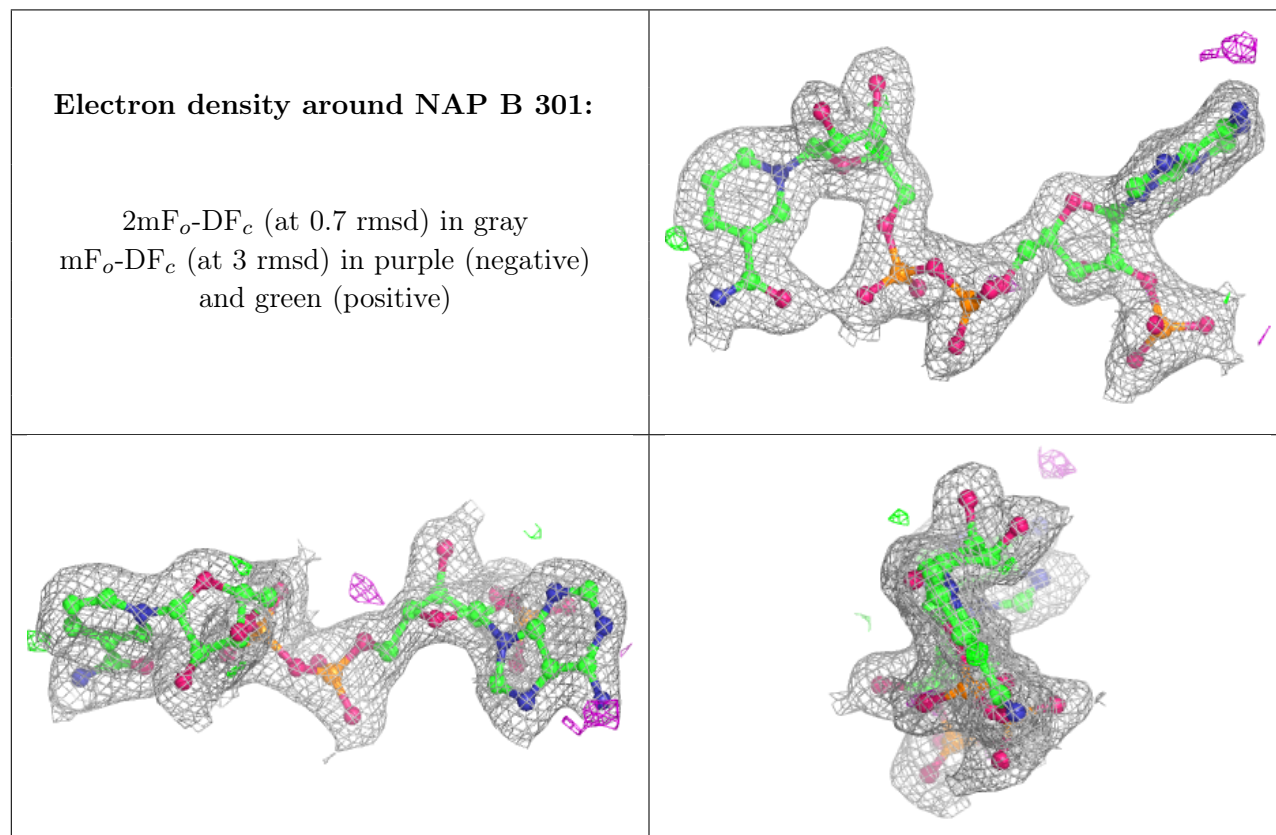 Electron density around NAP B 301:
2mFo-DFc (at 0.7 rmsd) in gray
mFo-DFc (at 3 rmsd) in purple (negative)
and green (positive)